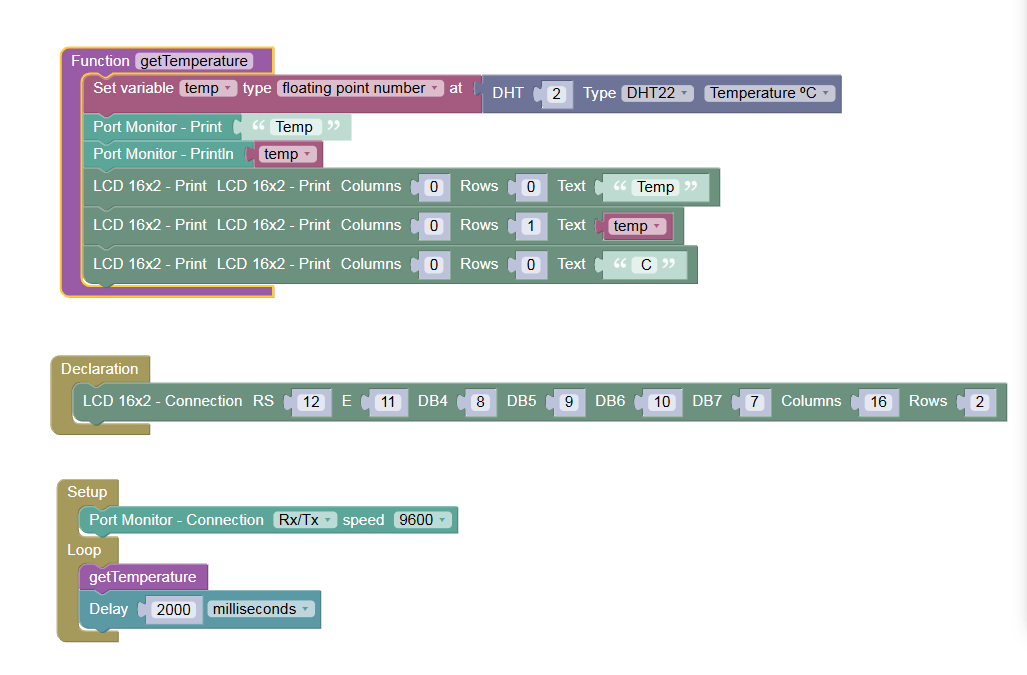 Function getTemperature
Set variable temp type floating point number at DHT 2 Type DHT22 Temperature ºC
Port Monitor - Print “ Temp ”
Port Monitor - Println temp
LCD 16x2 - Print LCD 16x2 - Print Columns 0 Rows 0 Text “ Temp ”
LCD 16x2 - Print LCD 16x2 - Print Columns 0 Rows 1 Text temp
LCD 16x2 - Print LCD 16x2 - Print Columns 0 Rows 0 Text “ C ”
Declaration
LCD 16x2 - Connection RS 12 E 11 DB4 8 DB5 9 DB6 10 DB7 7 Columns 16 Rows 2
Setup
Port Monitor - Connection Rx/Tx speed 9600
Loop
getTemperature
Delay 2000 milliseconds